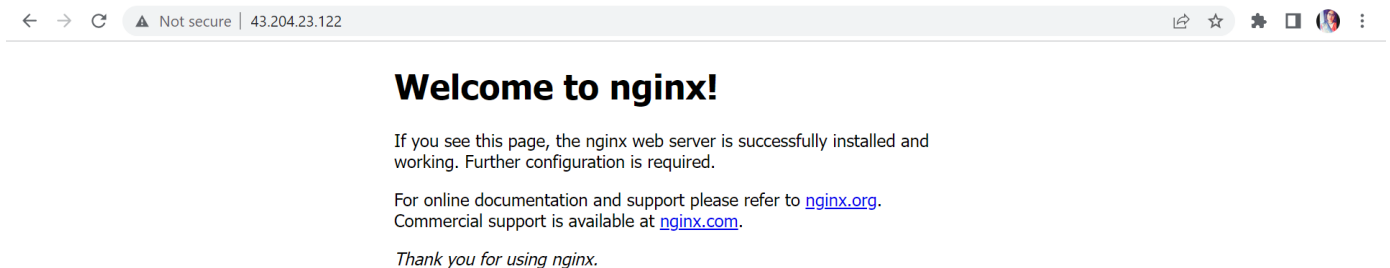 Not secure | 43.204.23.122
Welcome to nginx!
If you see this page, the nginx web server is successfully installed and
working. Further configuration is required.
For online documentation and support please refer to nginx.org.
Commercial support is available at nginx.com.
Thank you for using nginx.